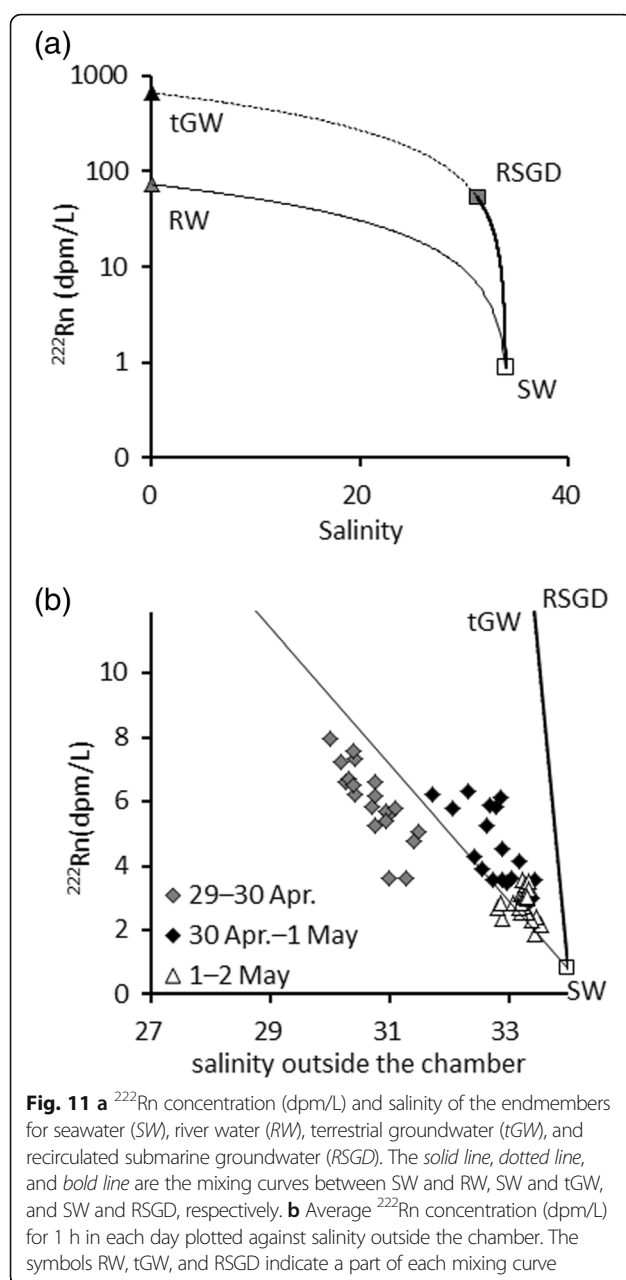 (a)
1000
100
10
1
0
²²²Rn (dpm/L)
tGW
RW
RSGD
SW
0
20
40
Salinity
(b)
10
8
6
4
2
0
²²²Rn(dpm/L)
tGW
RSGD
29–30 Apr.
30 Apr.–1 May
1–2 May
SW
27
29
31
33
salinity outside the chamber
Fig. 11 a ²²²Rn concentration (dpm/L) and salinity of the endmembers
for seawater (SW), river water (RW), terrestrial groundwater (tGW), and
recirculated submarine groundwater (RSGD). The solid line, dotted line,
and bold line are the mixing curves between SW and RW, SW and tGW,
and SW and RSGD, respectively. b Average ²²²Rn concentration (dpm/L)
for 1 h in each day plotted against salinity outside the chamber. The
symbols RW, tGW, and RSGD indicate a part of each mixing curve